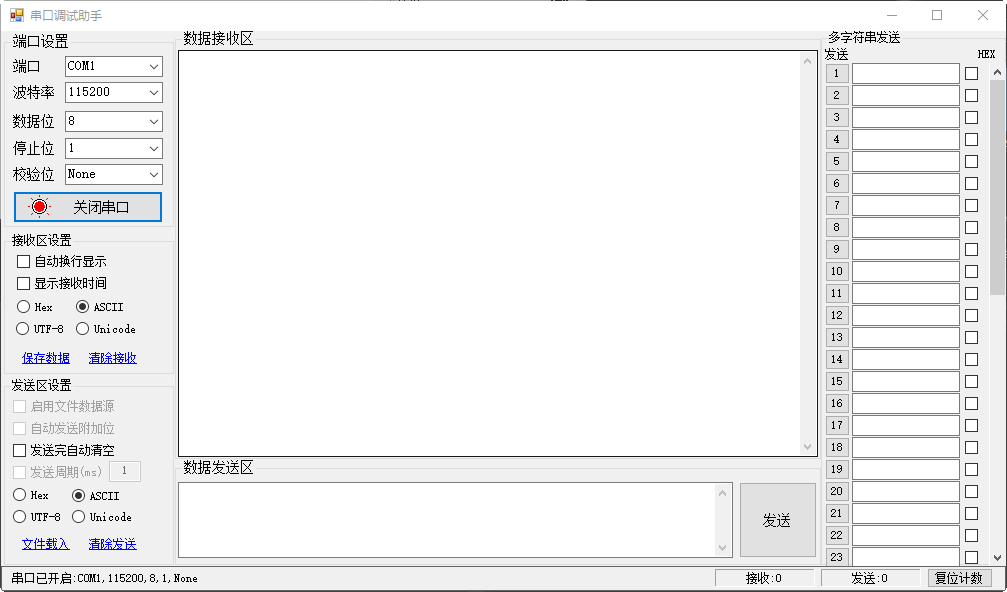 串口调试助手
端口设置
端口 COM1
波特率 115200
数据位 8
停止位 1
校验位 None
关闭串口
接收区设置
自动换行显示
显示接收时间
Hex ASCII
UTF-8 Unicode
保存数据 清除接收
发送区设置
启用文件数据源
自动发送附加位
发送完自动清空
发送周期(ms) 1
Hex ASCII
UTF-8 Unicode
文件载入 清除发送
数据接收区
数据发送区
发送
多字符串发送
发送 HEX
1
2
3
4
5
6
7
8
9
10
11
12
13
14
15
16
17
18
19
20
21
22
23
串口已开启:COM1,115200,8,1,None
接收:0
发送:0
复位计数